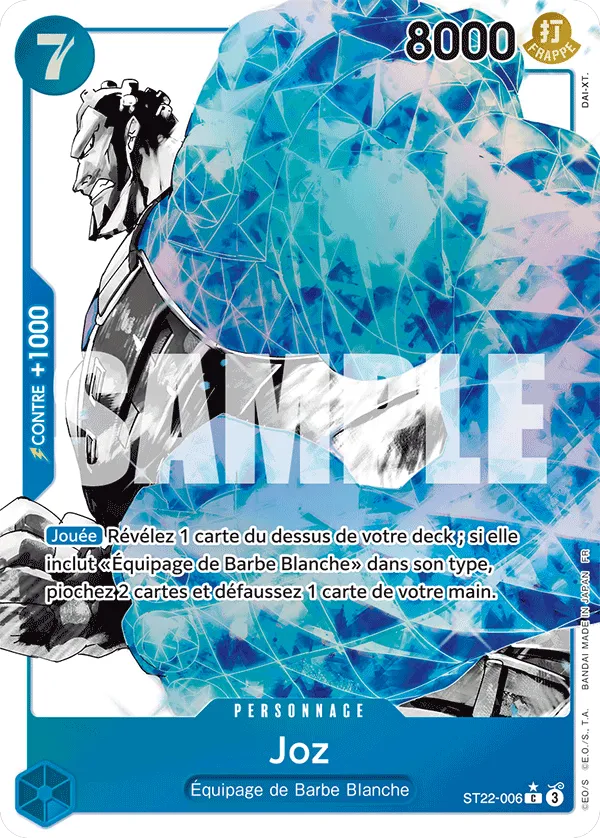 7
8000
打
FRAPPE
DAI-XT.
CONTRE +1000
SAMPLE
Jouée Révélez 1 carte du dessus de votre deck ; si elle
inclut «Équipage de Barbe Blanche» dans son type,
piochez 2 cartes et défaussez 1 carte de votre main.
©EO/S ©E.O./S., T.A. BANDAI MADE IN JAPAN FR
PERSONNAGE
Joz
Équipage de Barbe Blanche
ST22-006 C 3